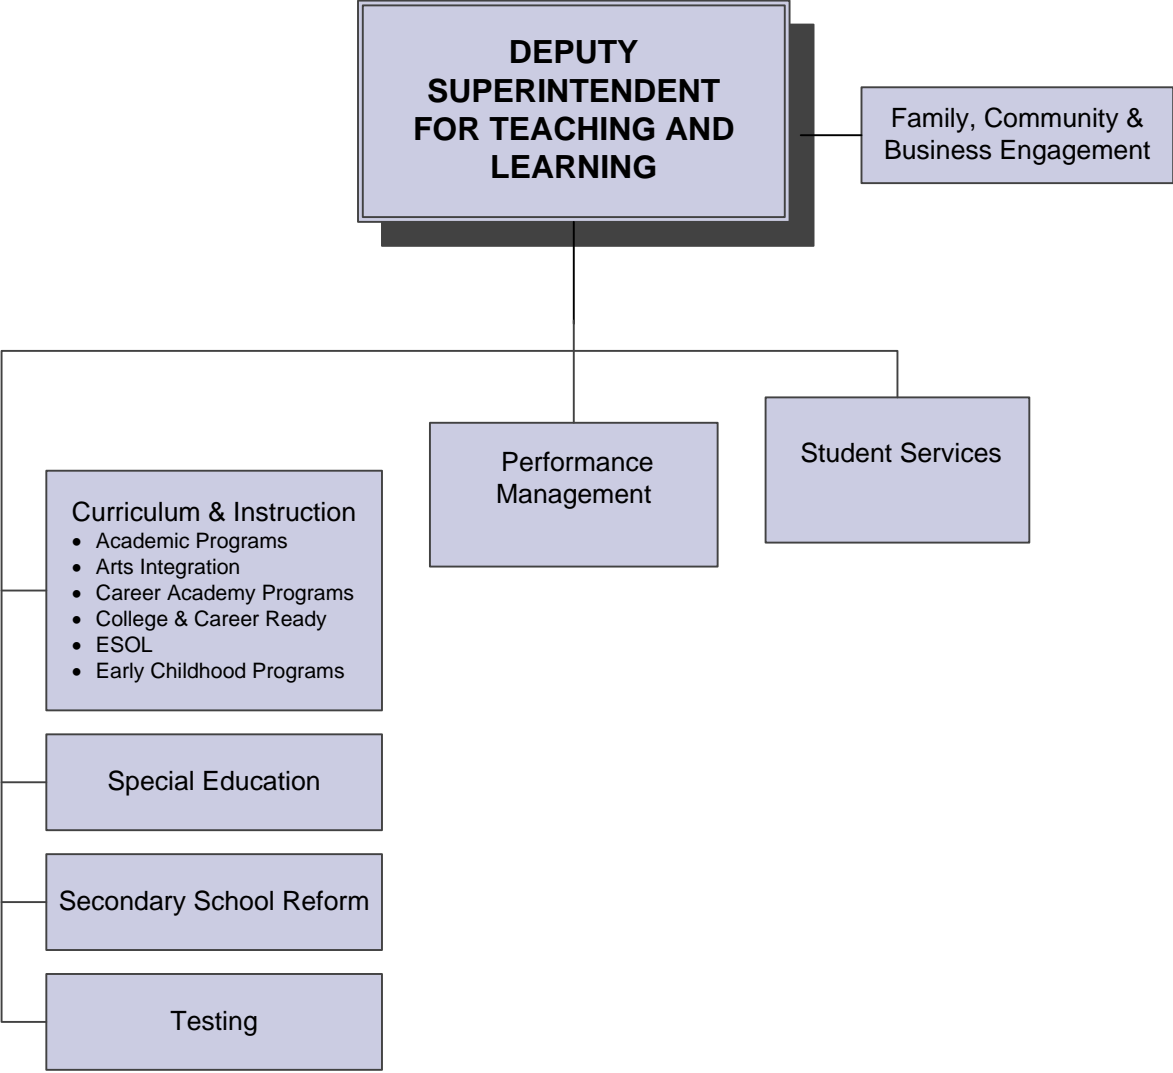 DEPUTY
SUPERINTENDENT
FOR TEACHING AND
LEARNING
Family, Community &
Business Engagement
Performance
Management
Student Services
Curriculum & Instruction
• Academic Programs
• Arts Integration
• Career Academy Programs
• College & Career Ready
• ESOL
• Early Childhood Programs
Special Education
Secondary School Reform
Testing